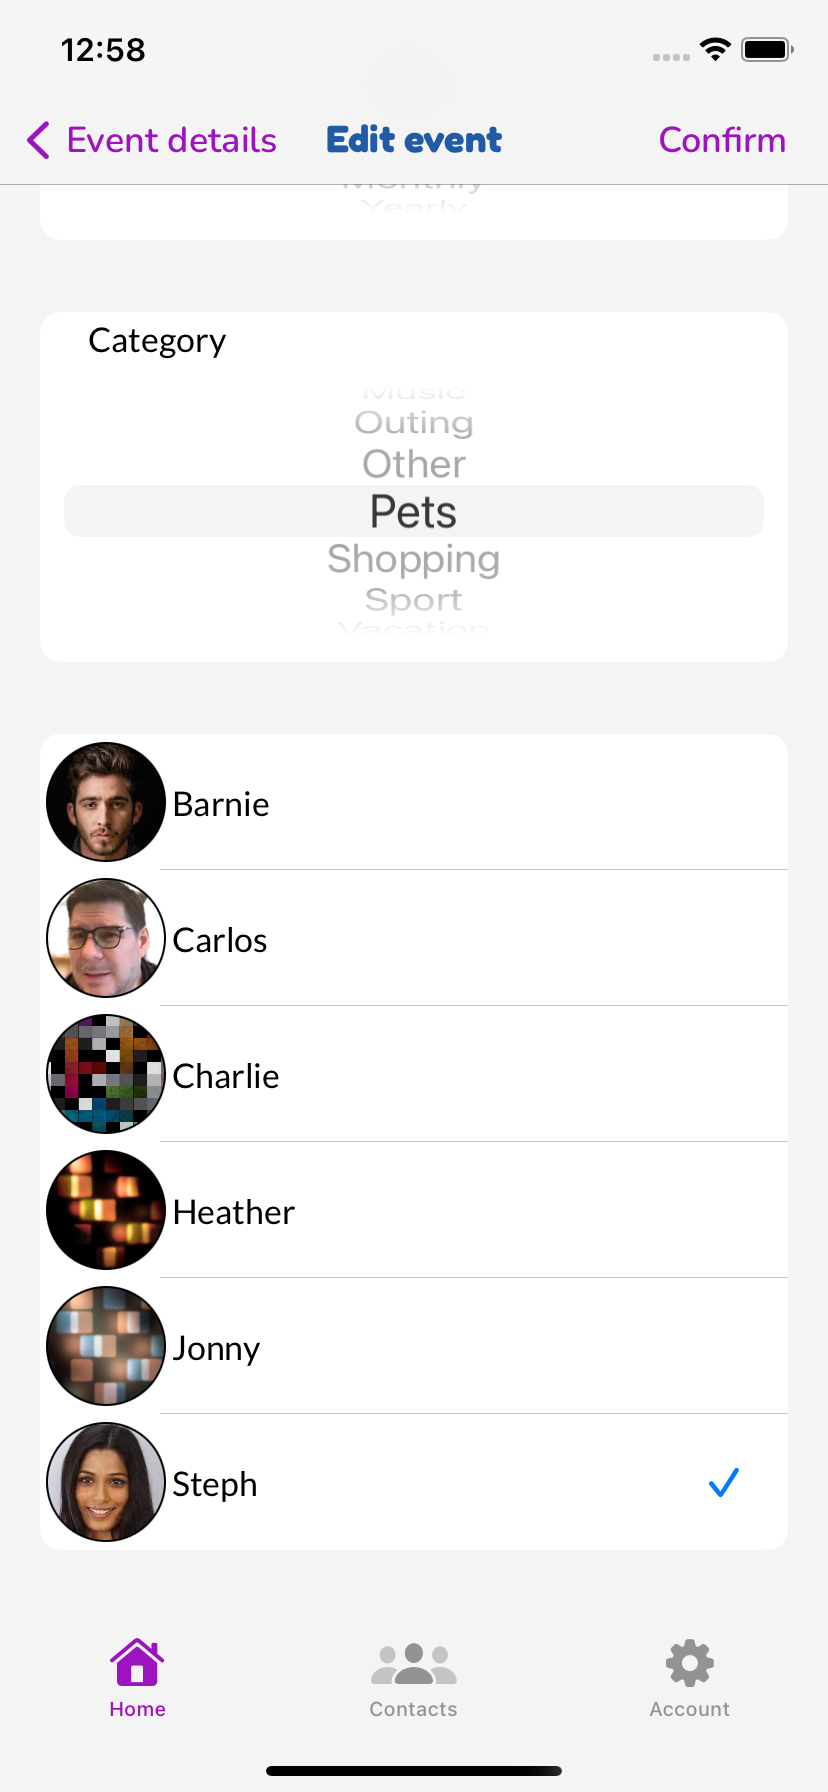 12:58
Event details Edit event Confirm
Monthly
Yearly
Category
Music
Outing
Other
Pets
Shopping
Sport
Vacation
Barnie
Carlos
Charlie
Heather
Jonny
Steph
Home Contacts Account